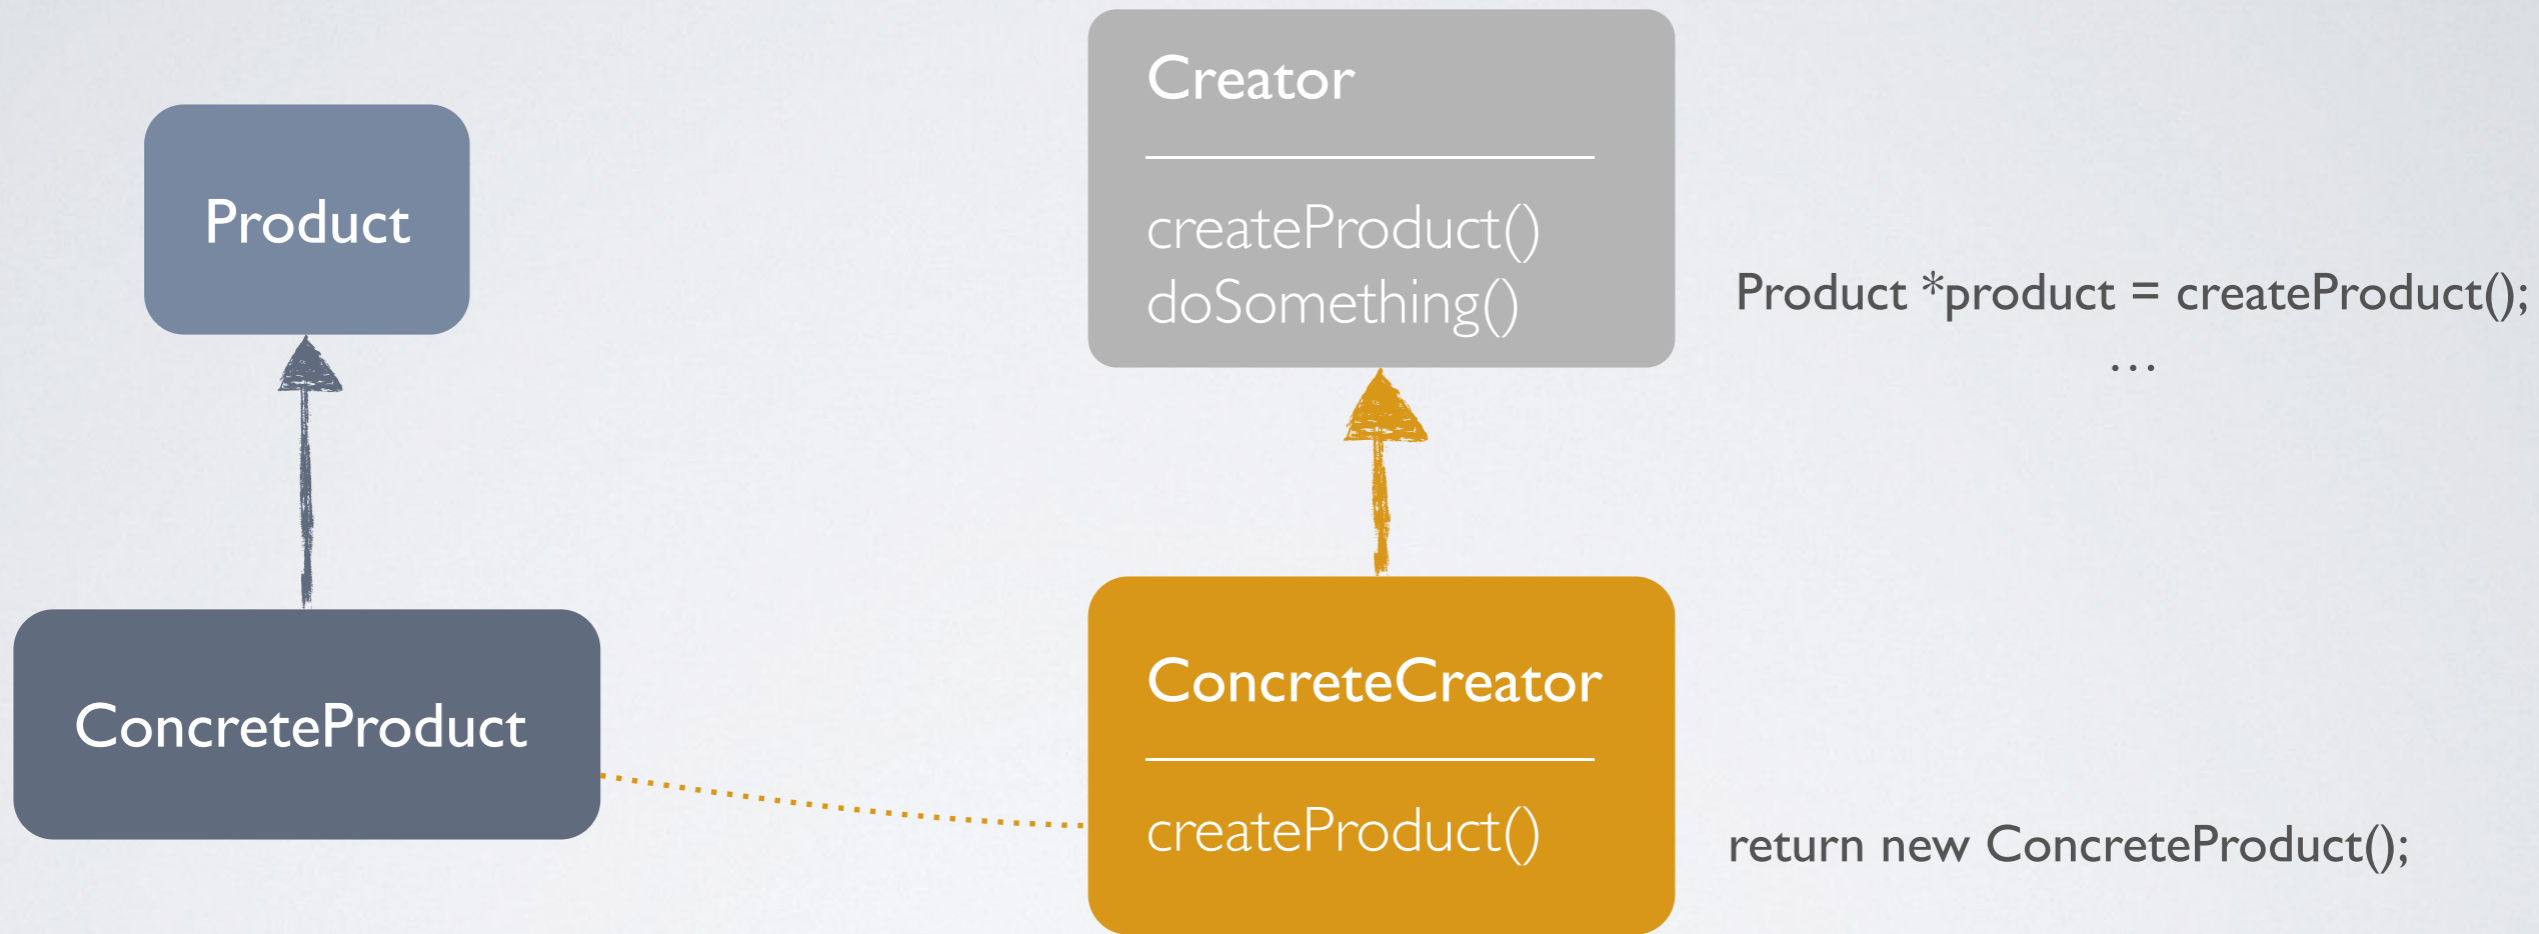 Product
ConcreteProduct
Creator
createProduct()
doSomething()
Product *product = createProduct();
...
ConcreteCreator
createProduct()
return new ConcreteProduct();